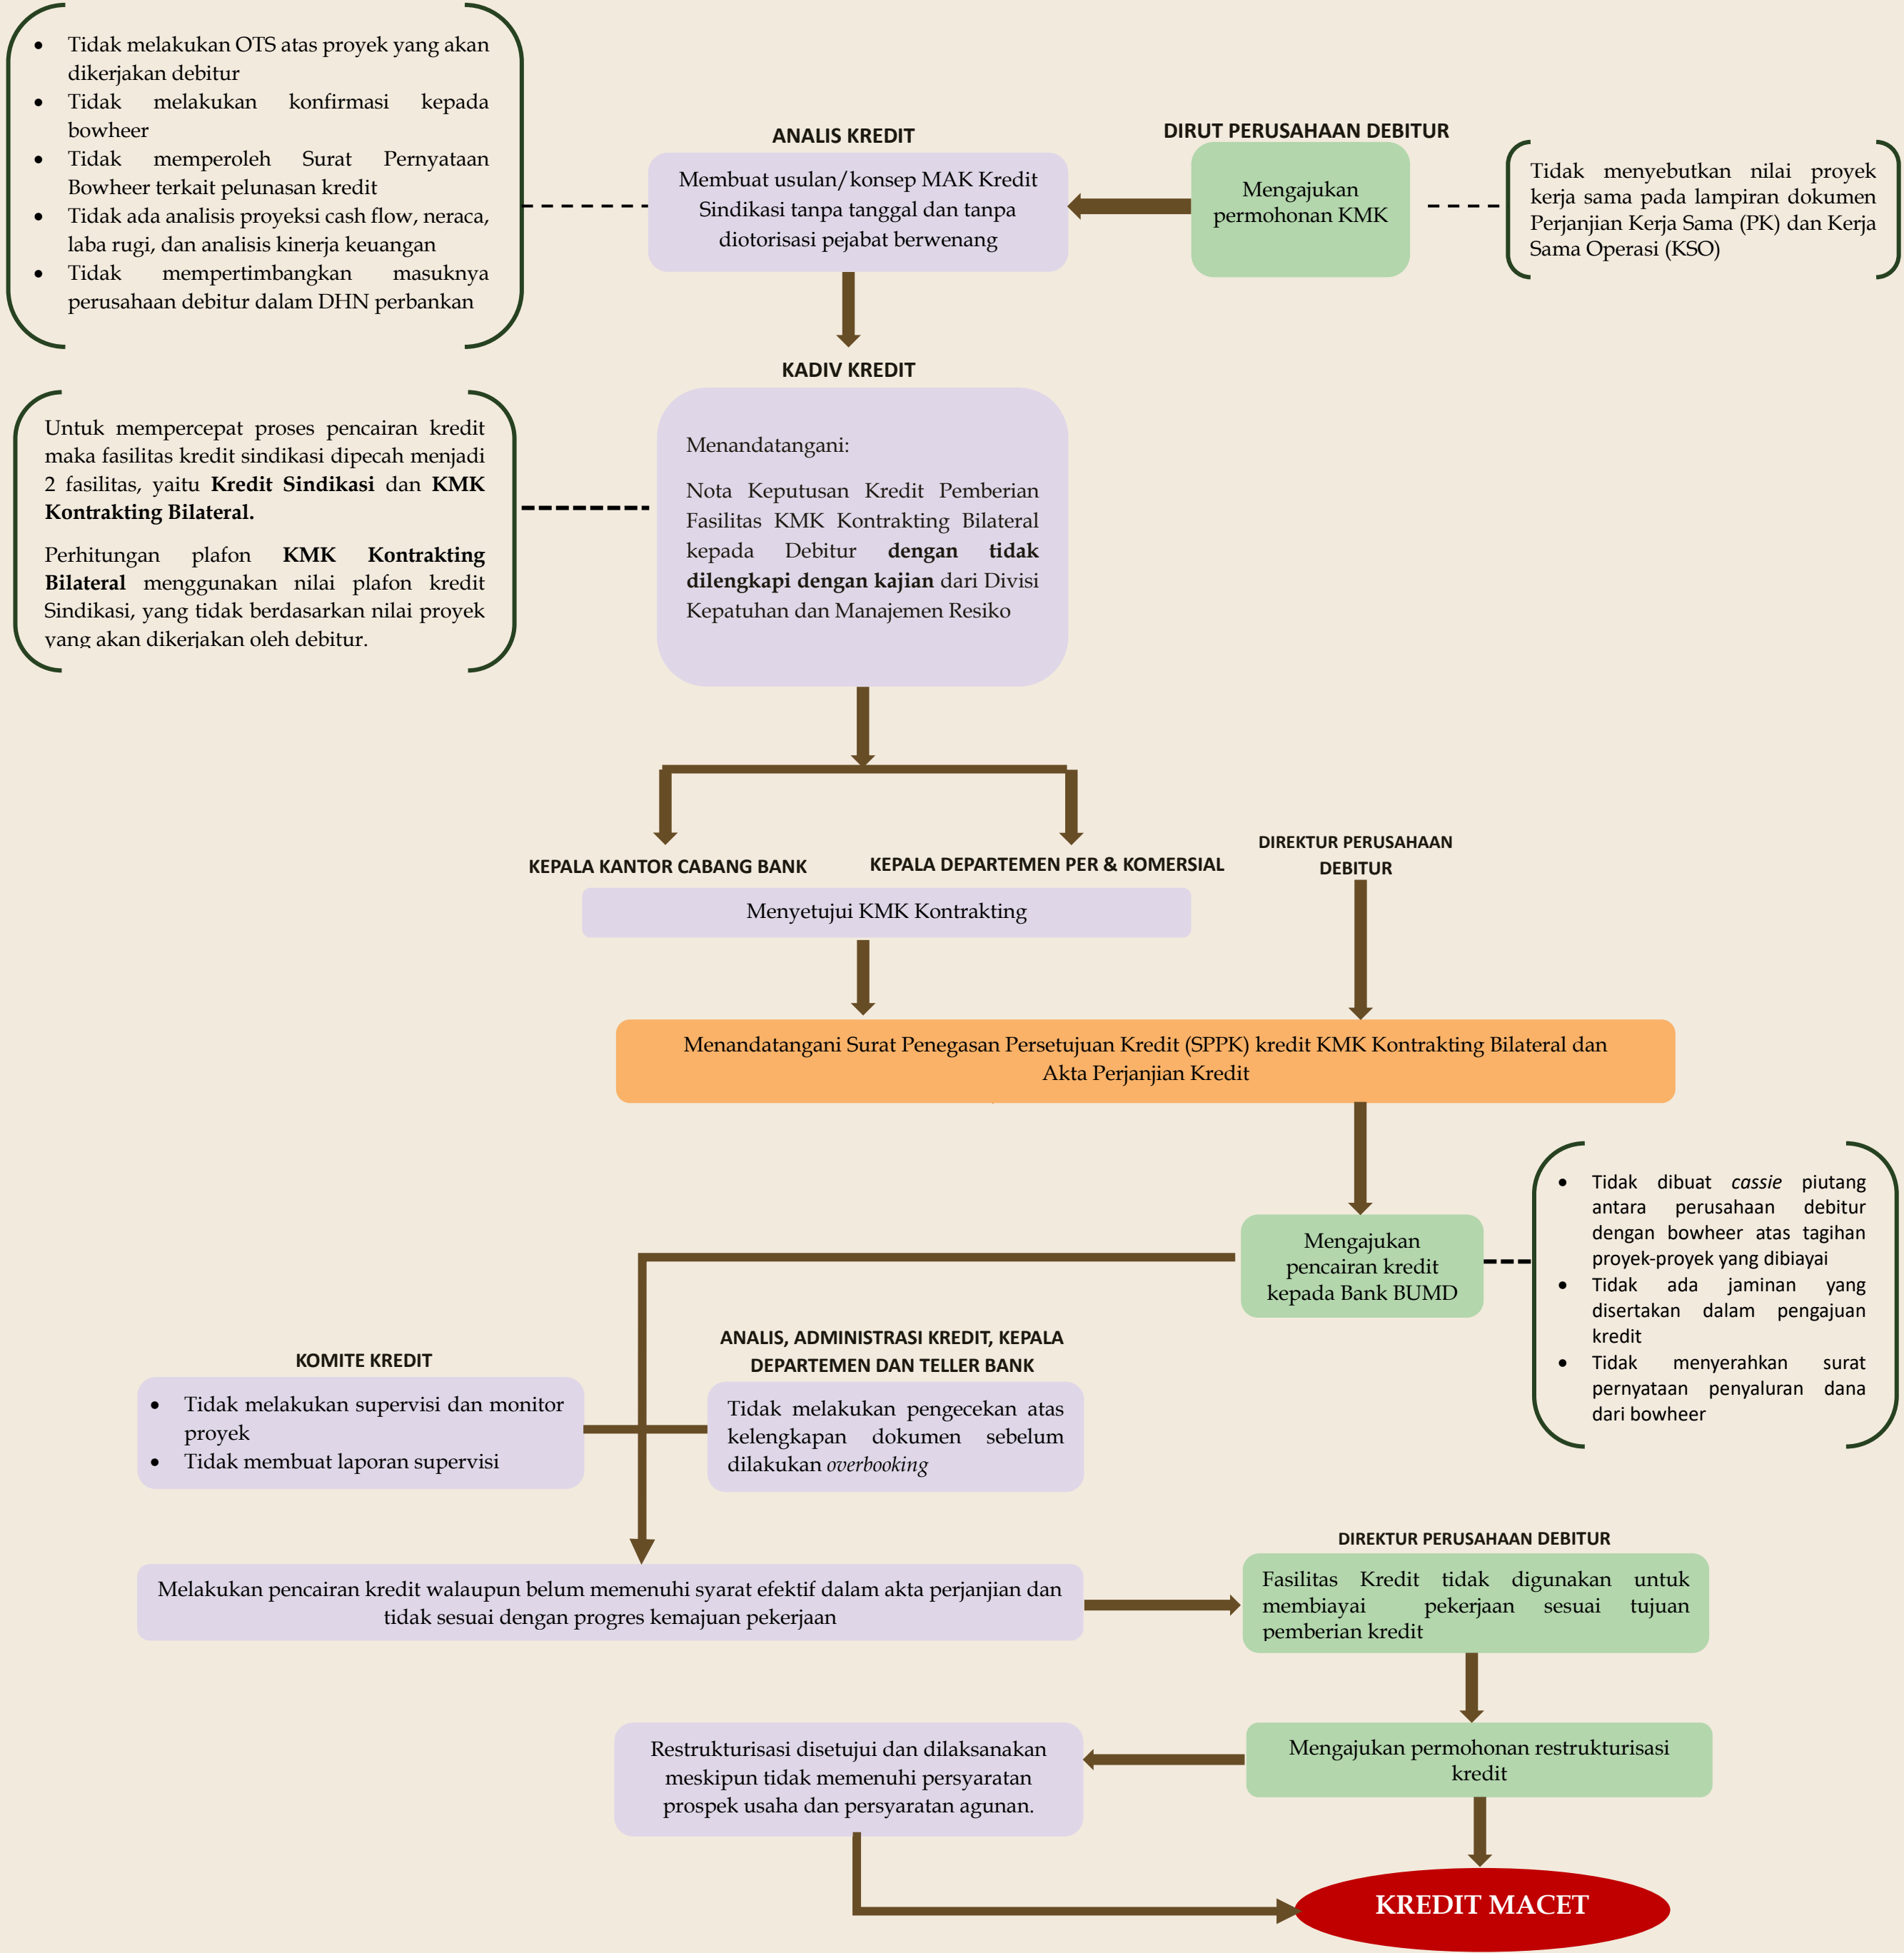 • Tidak melakukan OTS atas proyek yang akan
dikerjakan debitur
• Tidak melakukan konfirmasi kepada
bowheer
• Tidak memperoleh Surat Pernyataan
Bowheer terkait pelunasan kredit
• Tidak ada analisis proyeksi cash flow, neraca,
laba rugi, dan analisis kinerja keuangan
• Tidak mempertimbangkan masuknya
perusahaan debitur dalam DHN perbankan
ANALIS KREDIT
Membuat usulan/konsep MAK Kredit
Sindikasi tanpa tanggal dan tanpa
diotorisasi pejabat berwenang
DIRUT PERUSAHAAN DEBITUR
Mengajukan
permohonan KMK
Tidak menyebutkan nilai proyek
kerja sama pada lampiran dokumen
Perjanjian Kerja Sama (PK) dan Kerja
Sama Operasi (KSO)
KADIV KREDIT
Untuk mempercepat proses pencairan kredit
maka fasilitas kredit sindikasi dipecah menjadi
2 fasilitas, yaitu Kredit Sindikasi dan KMK
Kontrakting Bilateral.
Perhitungan plafon KMK Kontrakting
Bilateral menggunakan nilai plafon kredit
Sindikasi, yang tidak berdasarkan nilai proyek
yang akan dikerjakan oleh debitur.
Menandatangani:
Nota Keputusan Kredit Pemberian
Fasilitas KMK Kontrakting Bilateral
kepada Debitur dengan tidak
dilengkapi dengan kajian dari Divisi
Kepatuhan dan Manajemen Resiko
KEPALA KANTOR CABANG BANK
KEPALA DEPARTEMEN PER & KOMERSIAL
Menyetujui KMK Kontrakting
DIREKTUR PERUSAHAAN
DEBITUR
Menandatangani Surat Penegasan Persetujuan Kredit (SPPK) kredit KMK Kontrakting Bilateral dan
Akta Perjanjian Kredit
Mengajukan
pencairan kredit
kepada Bank BUMD
• Tidak dibuat cassie piutang
antara perusahaan debitur
dengan bowheer atas tagihan
proyek-proyek yang dibiayai
• Tidak ada jaminan yang
disertakan dalam pengajuan
kredit
• Tidak menyerahkan surat
pernyataan penyaluran dana
dari bowheer
KOMITE KREDIT
• Tidak melakukan supervisi dan monitor
proyek
• Tidak membuat laporan supervisi
ANALIS, ADMINISTRASI KREDIT, KEPALA
DEPARTEMEN DAN TELLER BANK
Tidak melakukan pengecekan atas
kelengkapan dokumen sebelum
dilakukan overbooking
Melakukan pencairan kredit walaupun belum memenuhi syarat efektif dalam akta perjanjian dan
tidak sesuai dengan progres kemajuan pekerjaan
DIREKTUR PERUSAHAAN DEBITUR
Fasilitas Kredit tidak digunakan untuk
membiayai pekerjaan sesuai tujuan
pemberian kredit
Restrukturisasi disetujui dan dilaksanakan
meskipun tidak memenuhi persyaratan
prospek usaha dan persyaratan agunan.
Mengajukan permohonan restrukturisasi
kredit
KREDIT MACET